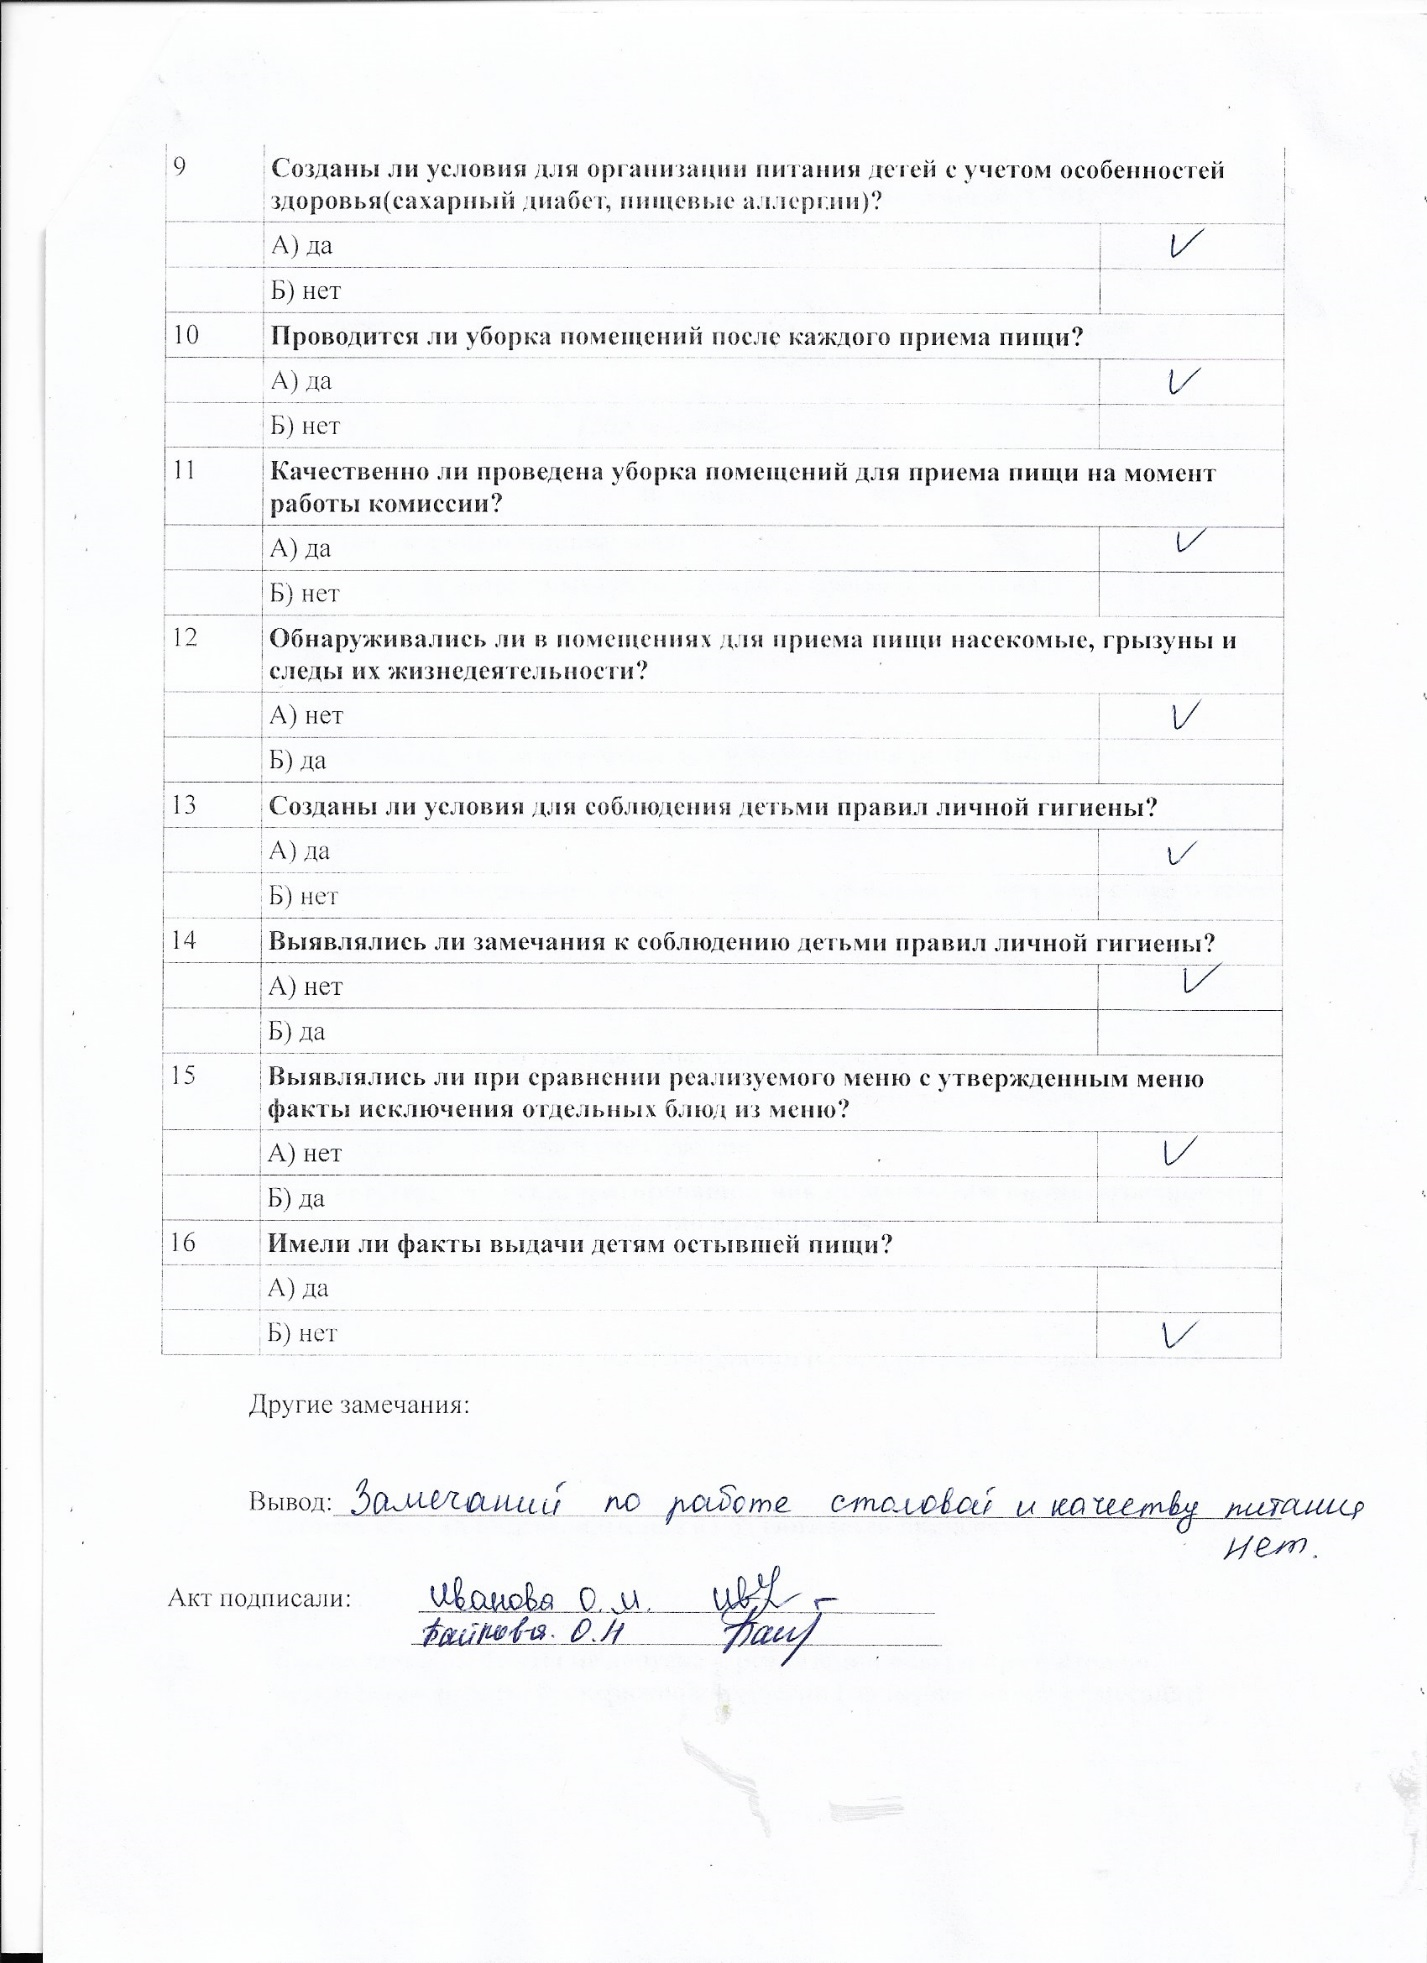 9 Созданы ли условия для организации питания детей с учетом особенностей
здоровья(сахарный диабет, пищевые аллергии)?
А) да ✓
Б) нет
10 Проводится ли уборка помещений после каждого приема пищи?
А) да ✓
Б) нет
11 Качественно ли проведена уборка помещений для приема пищи на момент
работы комиссии?
А) да ✓
Б) нет
12 Обнаруживались ли в помещениях для приема пищи насекомые, грызуны и
следы их жизнедеятельности?
А) нет ✓
Б) да
13 Созданы ли условия для соблюдения детьми правил личной гигиены?
А) да ✓
Б) нет
14 Выявлялись ли замечания к соблюдению детьми правил личной гигиены?
А) нет ✓
Б) да
15 Выявлялись ли при сравнении реализуемого меню с утвержденным меню
факты исключения отдельных блюд из меню?
А) нет ✓
Б) да
16 Имели ли факты выдачи детям остывшей пищи?
А) да
Б) нет ✓
Другие замечания:
Вывод: Замечаний по работе столовой и качеству питания
нет.
Акт подписали: Иванова О.М.
О.Н